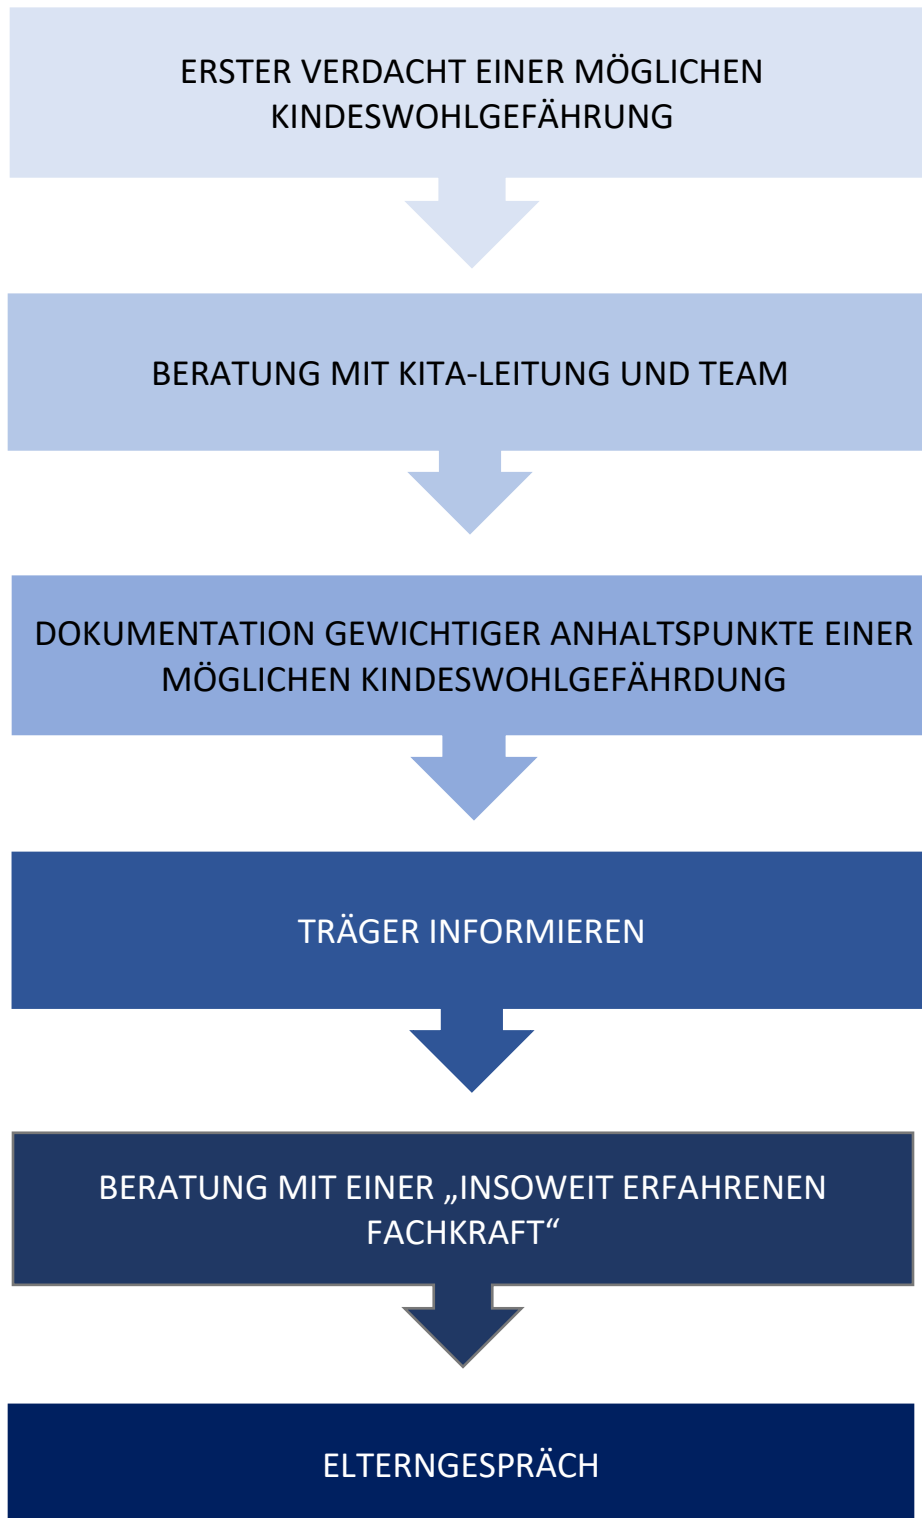 ERSTER VERDACHT EINER MÖGLICHEN
KINDESWOHLGEFÄHRUNG
BERATUNG MIT KITA-LEITUNG UND TEAM
DOKUMENTATION GEWICHTIGER ANHALTSPUNKTE EINER
MÖGLICHEN KINDESWOHLGEFÄHRDUNG
TRÄGER INFORMIEREN
BERATUNG MIT EINER „INSOWEIT ERFAHRENEN
FACHKRAFT“
ELTERNGESPRÄCH